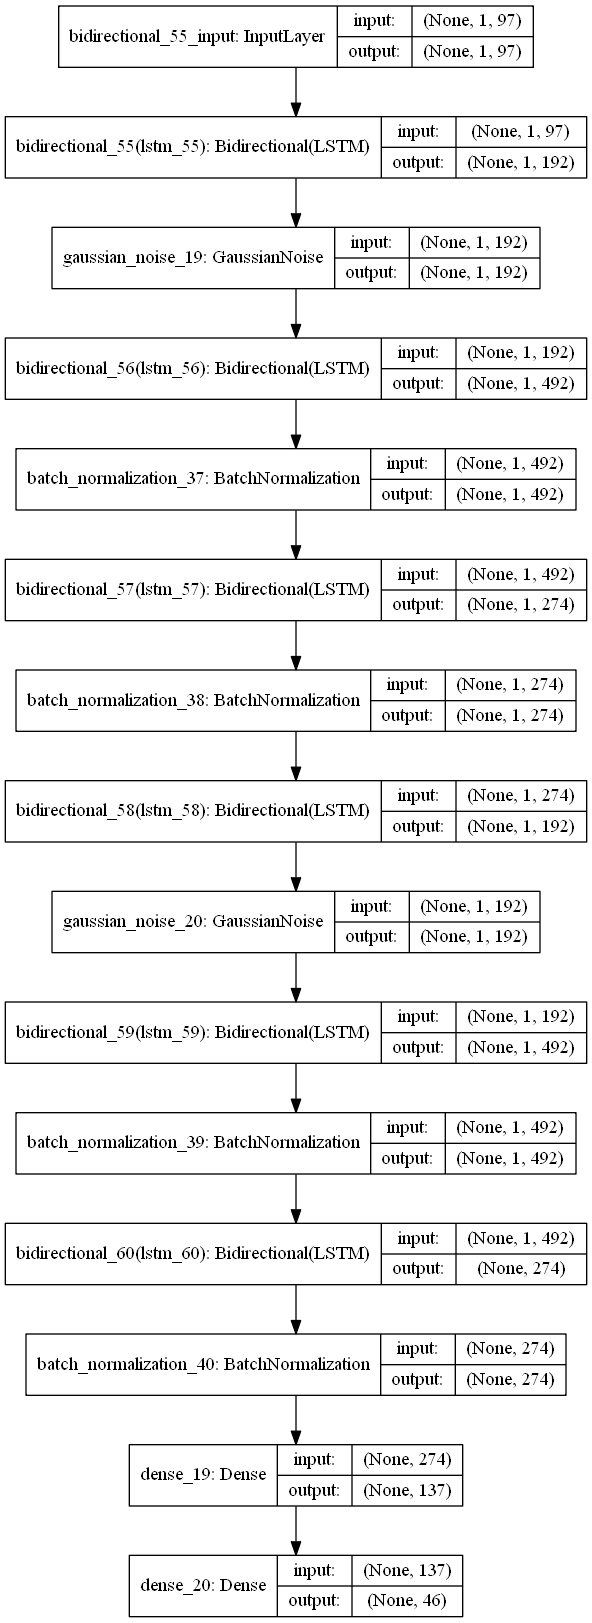 bidirectional_55_input: InputLayer
input: (None, 1, 97)
output: (None, 1, 97)
bidirectional_55(lstm_55): Bidirectional(LSTM)
input: (None, 1, 97)
output: (None, 1, 192)
gaussian_noise_19: GaussianNoise
input: (None, 1, 192)
output: (None, 1, 192)
bidirectional_56(lstm_56): Bidirectional(LSTM)
input: (None, 1, 192)
output: (None, 1, 492)
batch_normalization_37: BatchNormalization
input: (None, 1, 492)
output: (None, 1, 492)
bidirectional_57(lstm_57): Bidirectional(LSTM)
input: (None, 1, 492)
output: (None, 1, 274)
batch_normalization_38: BatchNormalization
input: (None, 1, 274)
output: (None, 1, 274)
bidirectional_58(lstm_58): Bidirectional(LSTM)
input: (None, 1, 274)
output: (None, 1, 192)
gaussian_noise_20: GaussianNoise
input: (None, 1, 192)
output: (None, 1, 192)
bidirectional_59(lstm_59): Bidirectional(LSTM)
input: (None, 1, 192)
output: (None, 1, 492)
batch_normalization_39: BatchNormalization
input: (None, 1, 492)
output: (None, 1, 492)
bidirectional_60(lstm_60): Bidirectional(LSTM)
input: (None, 1, 492)
output: (None, 274)
batch_normalization_40: BatchNormalization
input: (None, 274)
output: (None, 274)
dense_19: Dense
input: (None, 274)
output: (None, 137)
dense_20: Dense
input: (None, 137)
output: (None, 46)